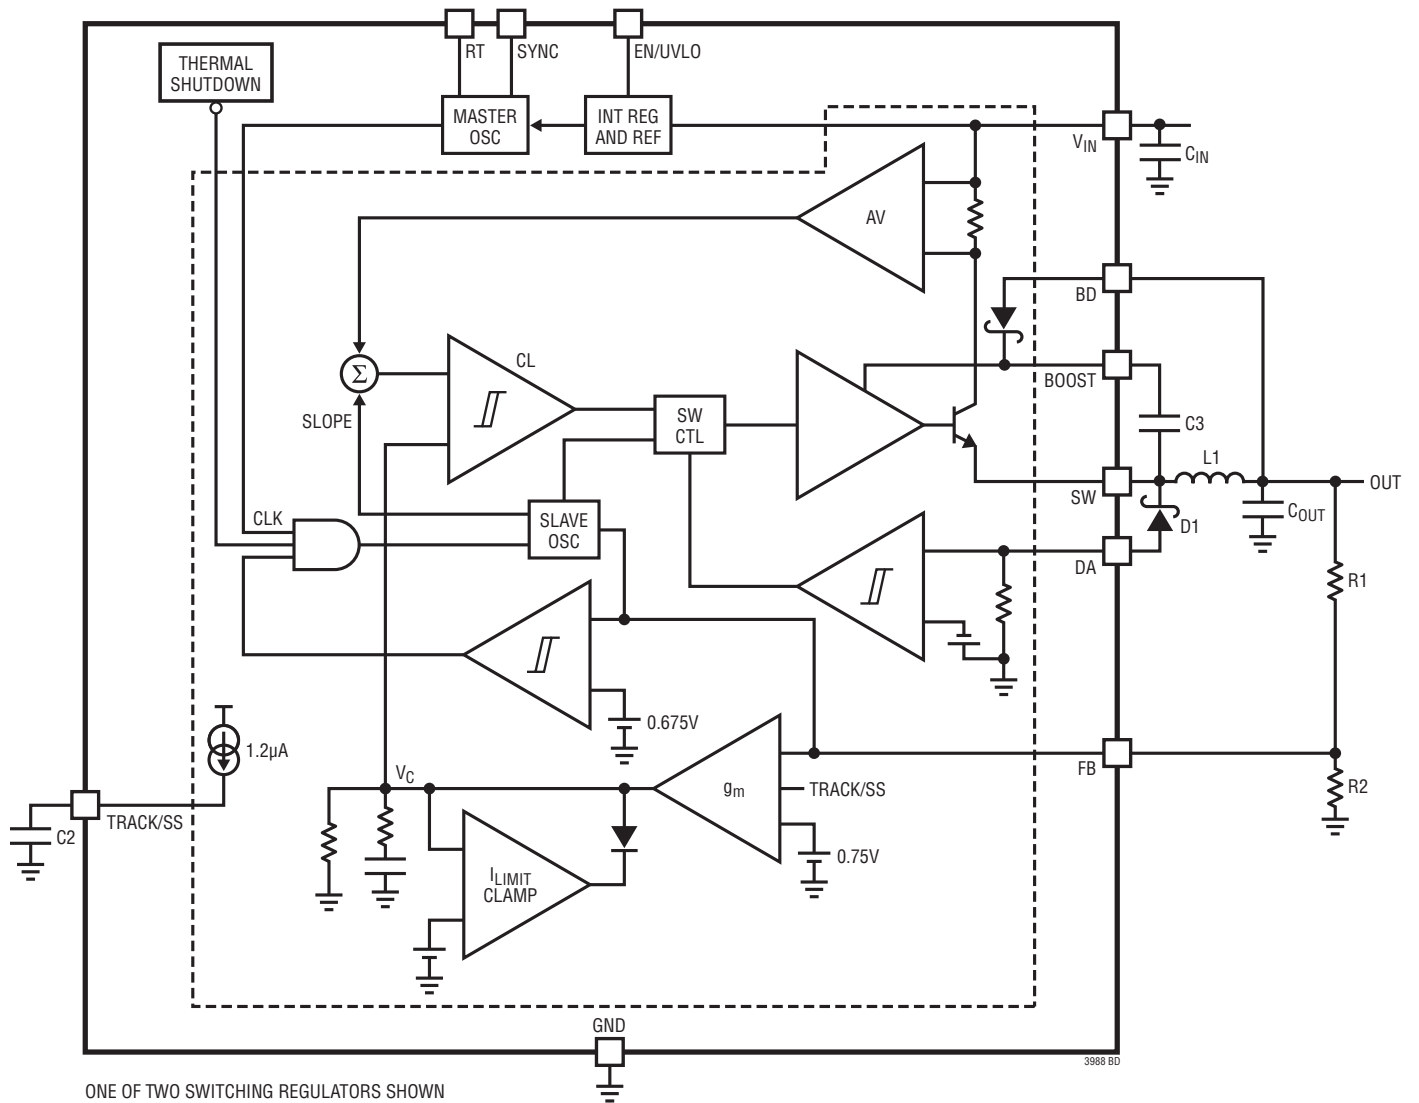 RT
SYNC
EN/UVLO
THERMAL
SHUTDOWN
MASTER
OSC
INT REG
AND REF
VIN
CIN
AV
BD
Σ
CL
SLOPE
BOOST
C3
SW
CTL
L1
SW
OUT
COUT
D1
CLK
SLAVE
OSC
DA
R1
0.675V
1.2µA
VC
gm
TRACK/SS
FB
R2
TRACK/SS
C2
0.75V
ILIMIT
CLAMP
GND
3988 BD
ONE OF TWO SWITCHING REGULATORS SHOWN